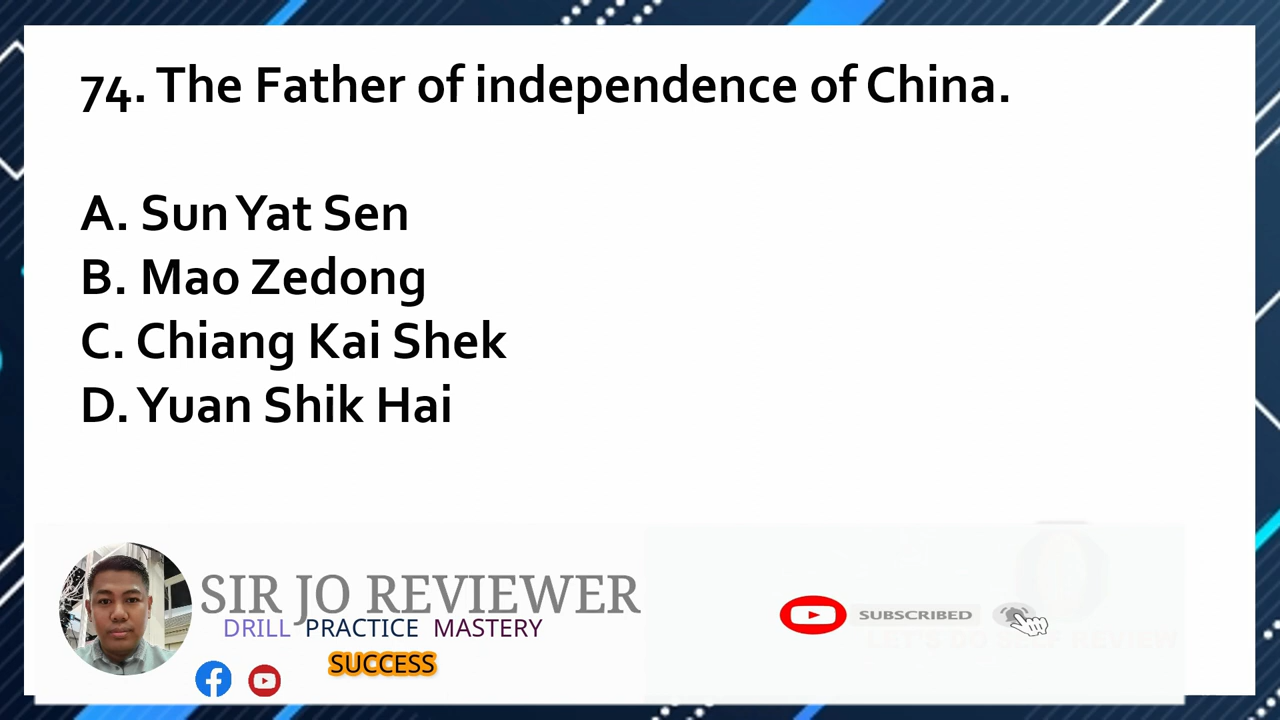 74. The Father of independence of China.
A. Sun Yat Sen
B. Mao Zedong
C. Chiang Kai Shek
D. Yuan Shik Hai
SIR JO REVIEWER
DRILL PRACTICE MASTERY
SUCCESS
SUBSCRIBED